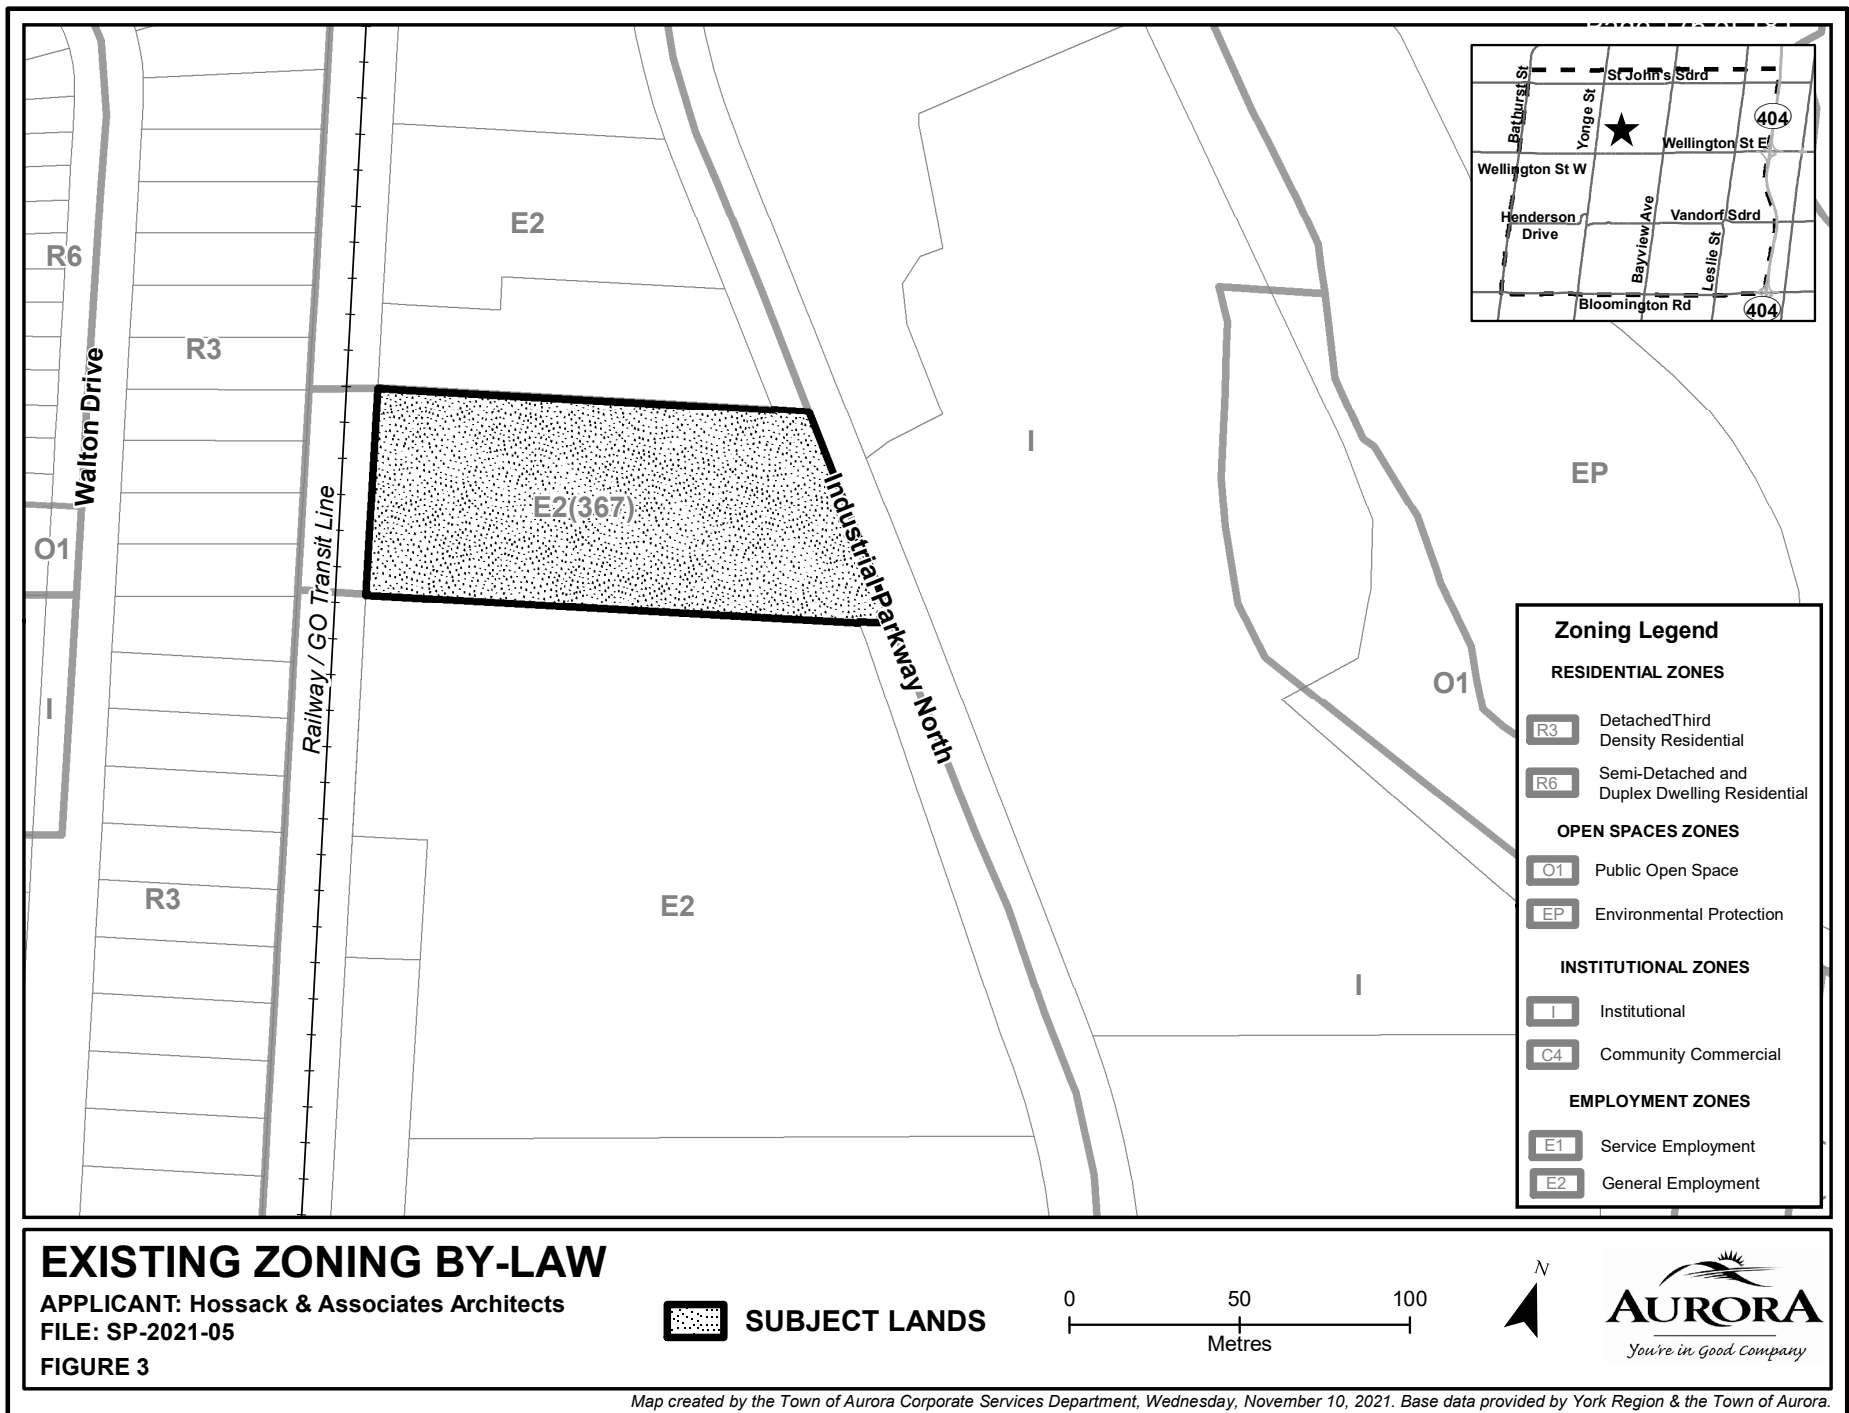 St John's Sdrd
Bathurst St
Yonge St
404
Wellington St E
Wellington St W
Henderson
Drive
Bayview Ave
Vandorf Sdrd
Leslie St
Bloomington Rd
404
E2
R6
R3
Walton Drive
I
EP
E2(367)
Industrial Parkway North
Railway / GO Transit Line
O1
O1
I
R3
E2
I
Zoning Legend
RESIDENTIAL ZONES
R3
DetachedThird
Density Residential
R6
Semi-Detached and
Duplex Dwelling Residential
OPEN SPACES ZONES
O1 Public Open Space
EP Environmental Protection
INSTITUTIONAL ZONES
I Institutional
C4 Community Commercial
EMPLOYMENT ZONES
E1 Service Employment
E2 General Employment
EXISTING ZONING BY-LAW
APPLICANT: Hossack & Associates Architects
FILE: SP-2021-05
FIGURE 3
SUBJECT LANDS
0 50 100
Metres
N
AURORA
You're in Good Company
Map created by the Town of Aurora Corporate Services Department, Wednesday, November 10, 2021. Base data provided by York Region & the Town of Aurora.